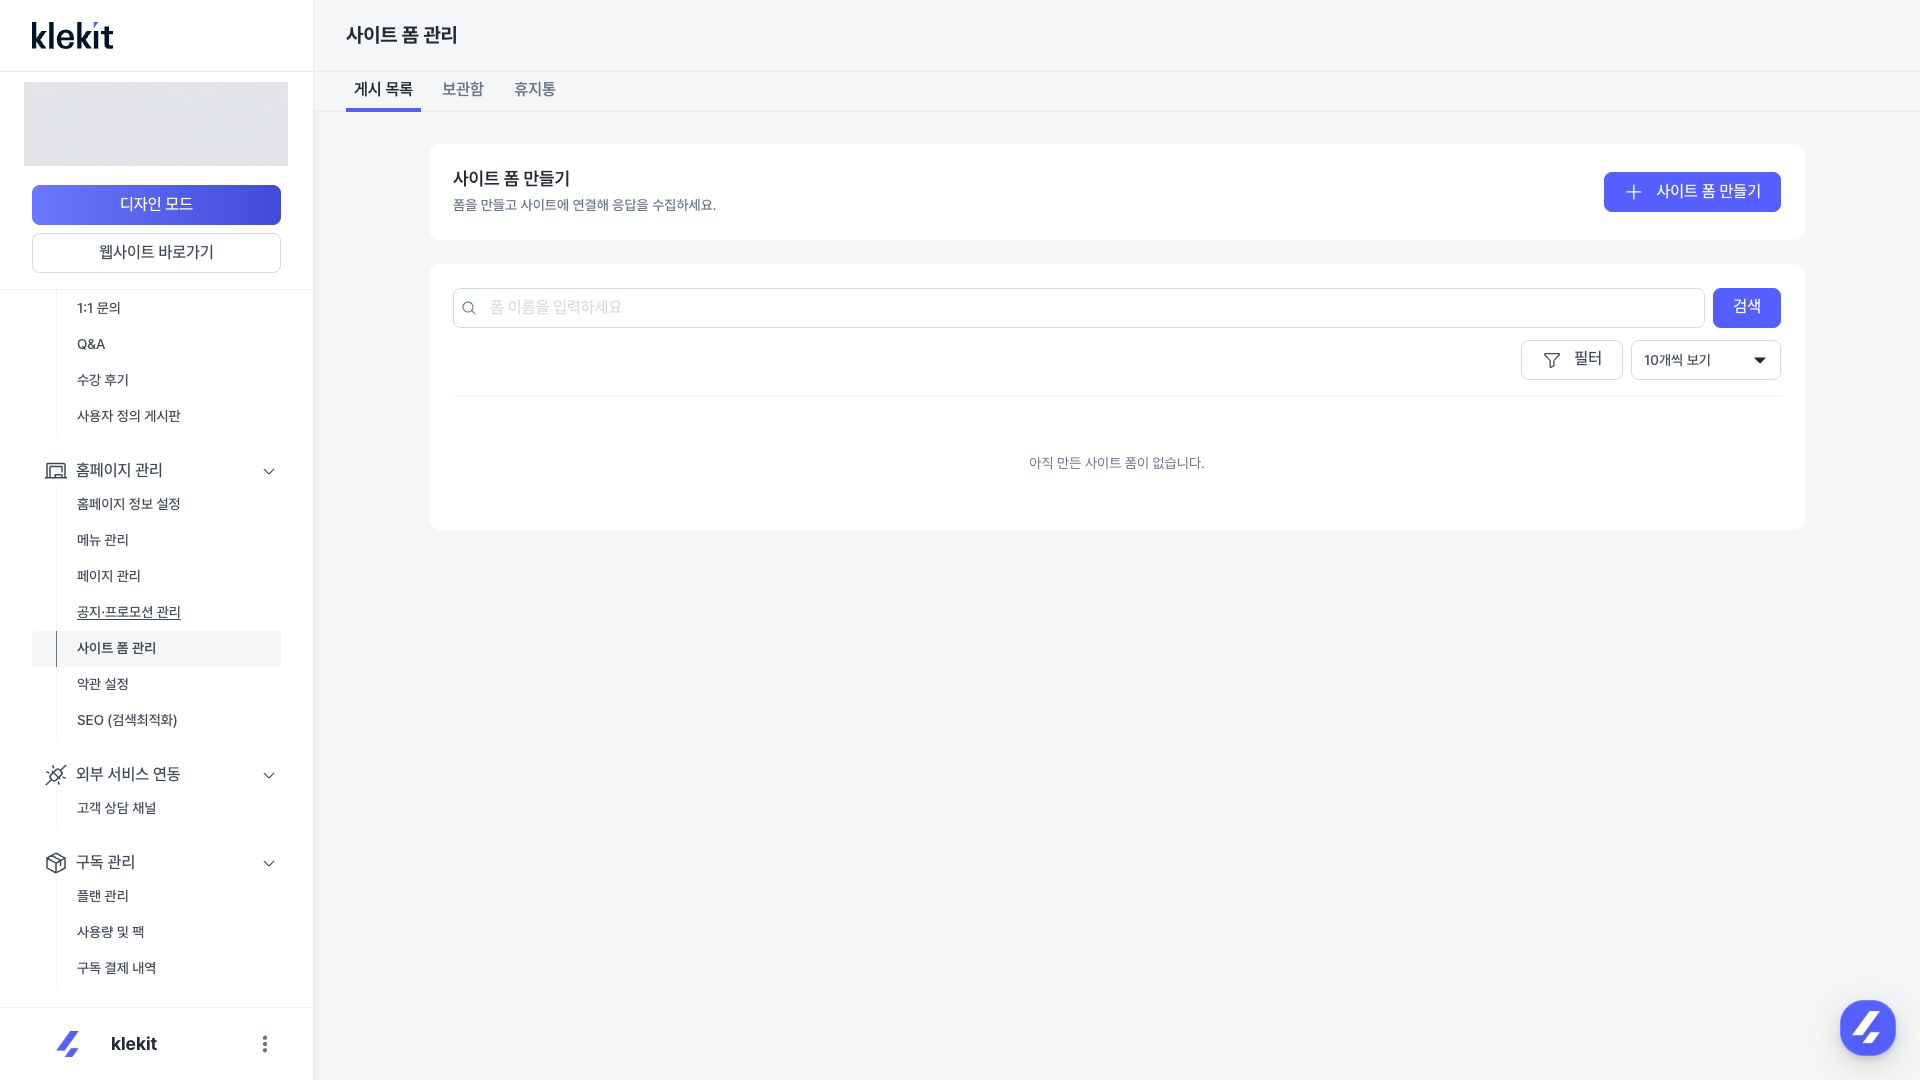 klekit
사이트 폼 관리
게시 목록
보관함
휴지통
디자인 모드
웹사이트 바로가기
1:1 문의
Q&A
수강 후기
사용자 정의 게시판
홈페이지 관리
홈페이지 정보 설정
메뉴 관리
페이지 관리
공지·프로모션 관리
사이트 폼 관리
약관 설정
SEO (검색최적화)
외부 서비스 연동
고객 상담 채널
구독 관리
플랜 관리
사용량 및 팩
구독 결제 내역
klekit
사이트 폼 만들기
폼을 만들고 사이트에 연결해 응답을 수집하세요.
사이트 폼 만들기
폼 이름을 입력하세요
검색
필터
10개씩 보기
아직 만든 사이트 폼이 없습니다.